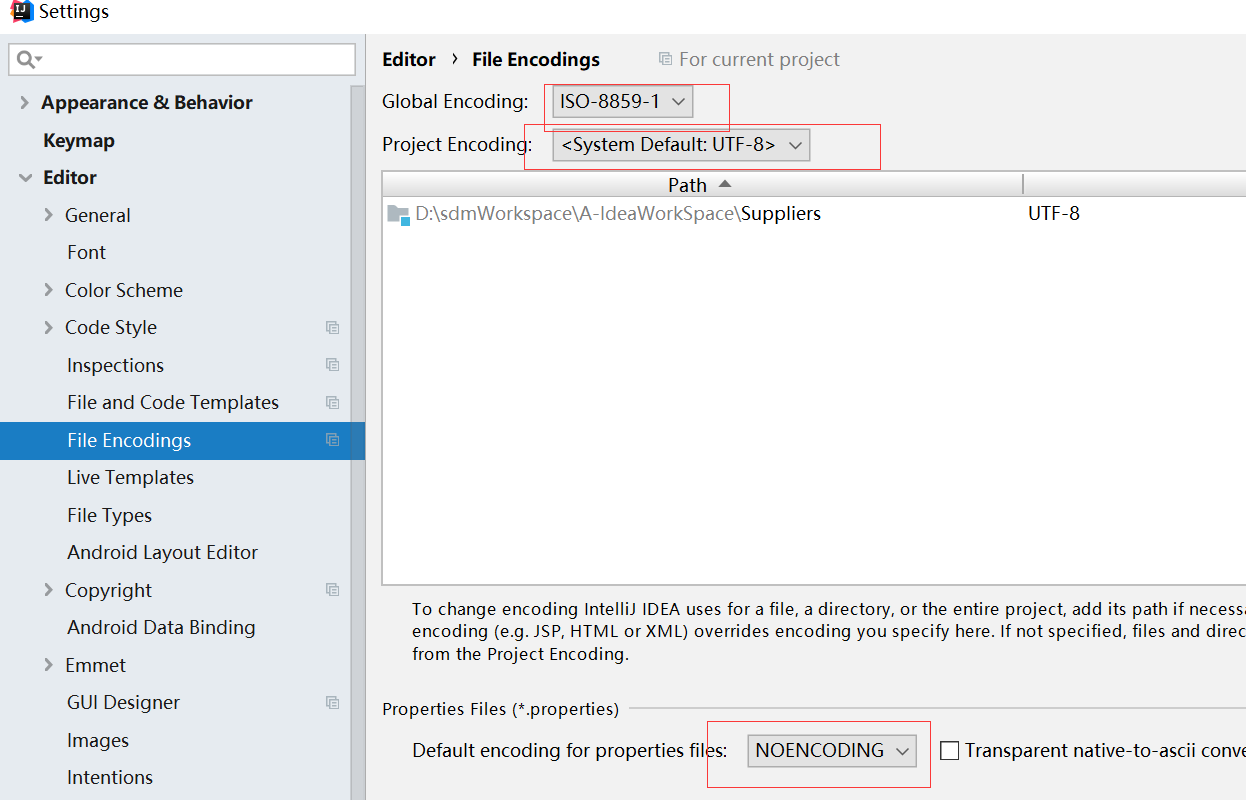 Settings
Appearance & Behavior
Keymap
Editor
General
Font
Color Scheme
Code Style
Inspections
File and Code Templates
File Encodings
Live Templates
File Types
Android Layout Editor
Copyright
Android Data Binding
Emmet
GUI Designer
Images
Intentions
Editor › File Encodings For current project
Global Encoding: ISO-8859-1
Project Encoding: <System Default: UTF-8>
Path
D:\sdmWorkspace\A-IdeaWorkSpace\Suppliers UTF-8
To change encoding IntelliJ IDEA uses for a file, a directory, or the entire project, add its path if
encoding (e.g. JSP, HTML or XML) overrides encoding you specify here. If not specified, files and
from the Project Encoding.
Properties Files (*.properties)
Default encoding for properties files: NOENCODING Transparent native-to-ascii